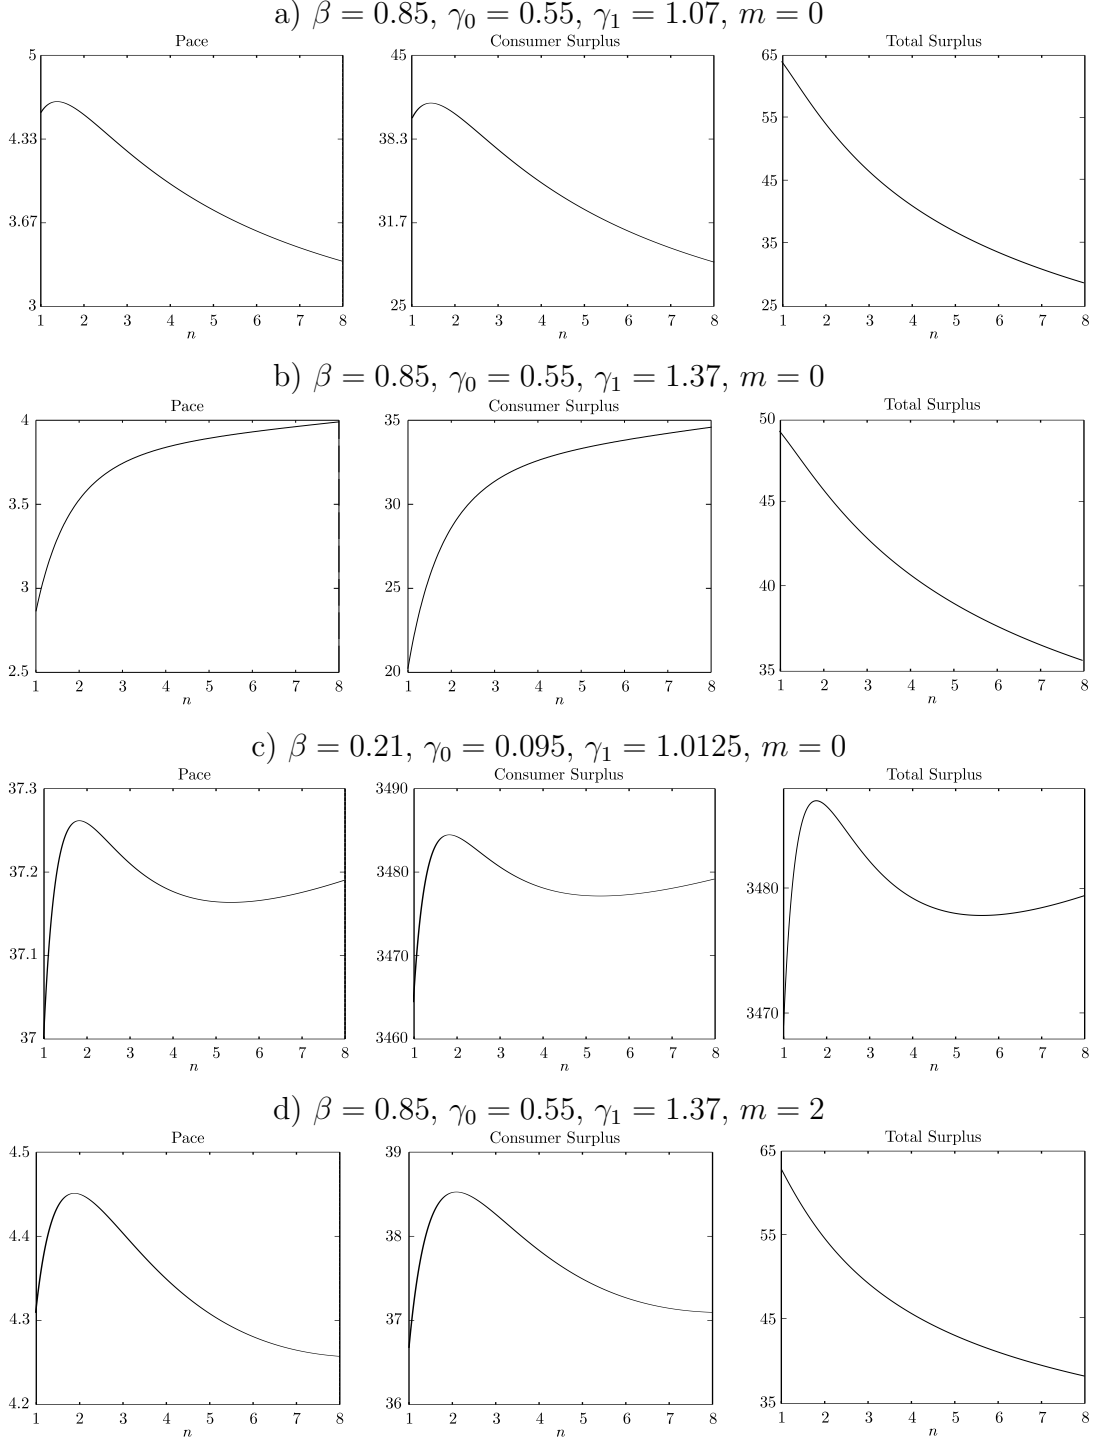 a) β = 0.85, γ₀ = 0.55, γ₁ = 1.07, m = 0
Pace
Consumer Surplus
Total Surplus
5
4.33
3.67
3
1 2 3 4 5 6 7 8
n
45
38.3
31.7
25
1 2 3 4 5 6 7 8
n
65
55
45
35
25
1 2 3 4 5 6 7 8
n
b) β = 0.85, γ₀ = 0.55, γ₁ = 1.37, m = 0
Pace
Consumer Surplus
Total Surplus
4
3.5
3
2.5
1 2 3 4 5 6 7 8
n
35
30
25
20
1 2 3 4 5 6 7 8
n
50
45
40
35
1 2 3 4 5 6 7 8
n
c) β = 0.21, γ₀ = 0.095, γ₁ = 1.0125, m = 0
Pace
Consumer Surplus
Total Surplus
37.3
37.2
37.1
37
1 2 3 4 5 6 7 8
n
3490
3480
3470
3460
1 2 3 4 5 6 7 8
n
3480
3470
1 2 3 4 5 6 7 8
n
d) β = 0.85, γ₀ = 0.55, γ₁ = 1.37, m = 2
Pace
Consumer Surplus
Total Surplus
4.5
4.4
4.3
4.2
1 2 3 4 5 6 7 8
n
39
38
37
36
1 2 3 4 5 6 7 8
n
65
55
45
35
1 2 3 4 5 6 7 8
n